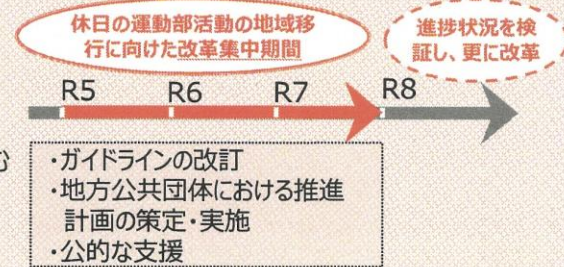 休日の運動部活動の地域移
行に向けた改革集中期間
進捗状況を検
証し、更に改革
R5 R6 R7 R8
む
・ガイドラインの改訂
・地方公共団体における推進
計画の策定・実施
・公的な支援